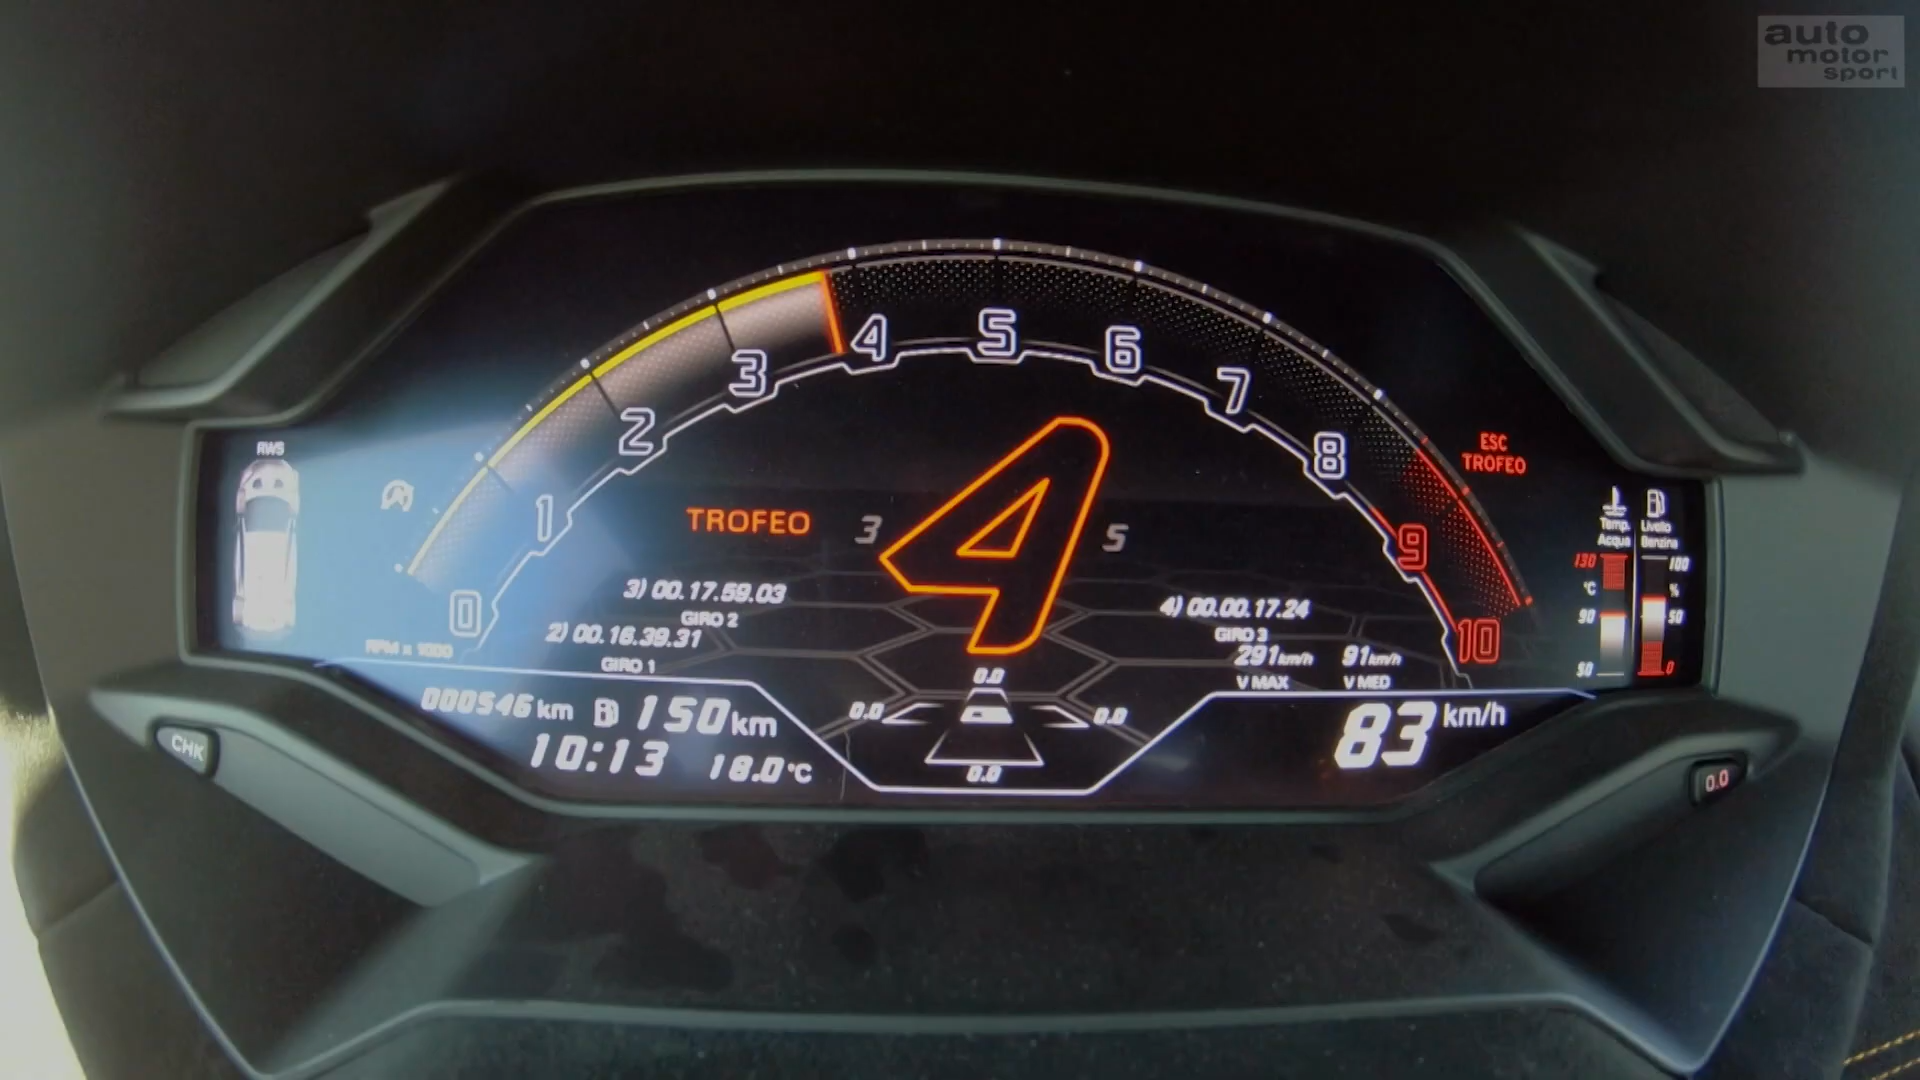 auto
motor
sport
4
5
3
6
7
2
8
1
9
0
10
RPM x 1000
RWS
ESC
TROFEO
TROFEO
3
4
5
3) 00.17.59.03
GIRO 2
2) 00.16.39.31
GIRO 1
4) 00.00.17.24
GIRO 3
291km/h 91km/h
V MAX V MED
Temp. Acqua
130
°C
90
50
Livello Benzina
100
%
50
0
000546 km 150 km
10:13 18.0°C
0.0
0.0 0.0
0.0
83 km/h
CHK
0.0